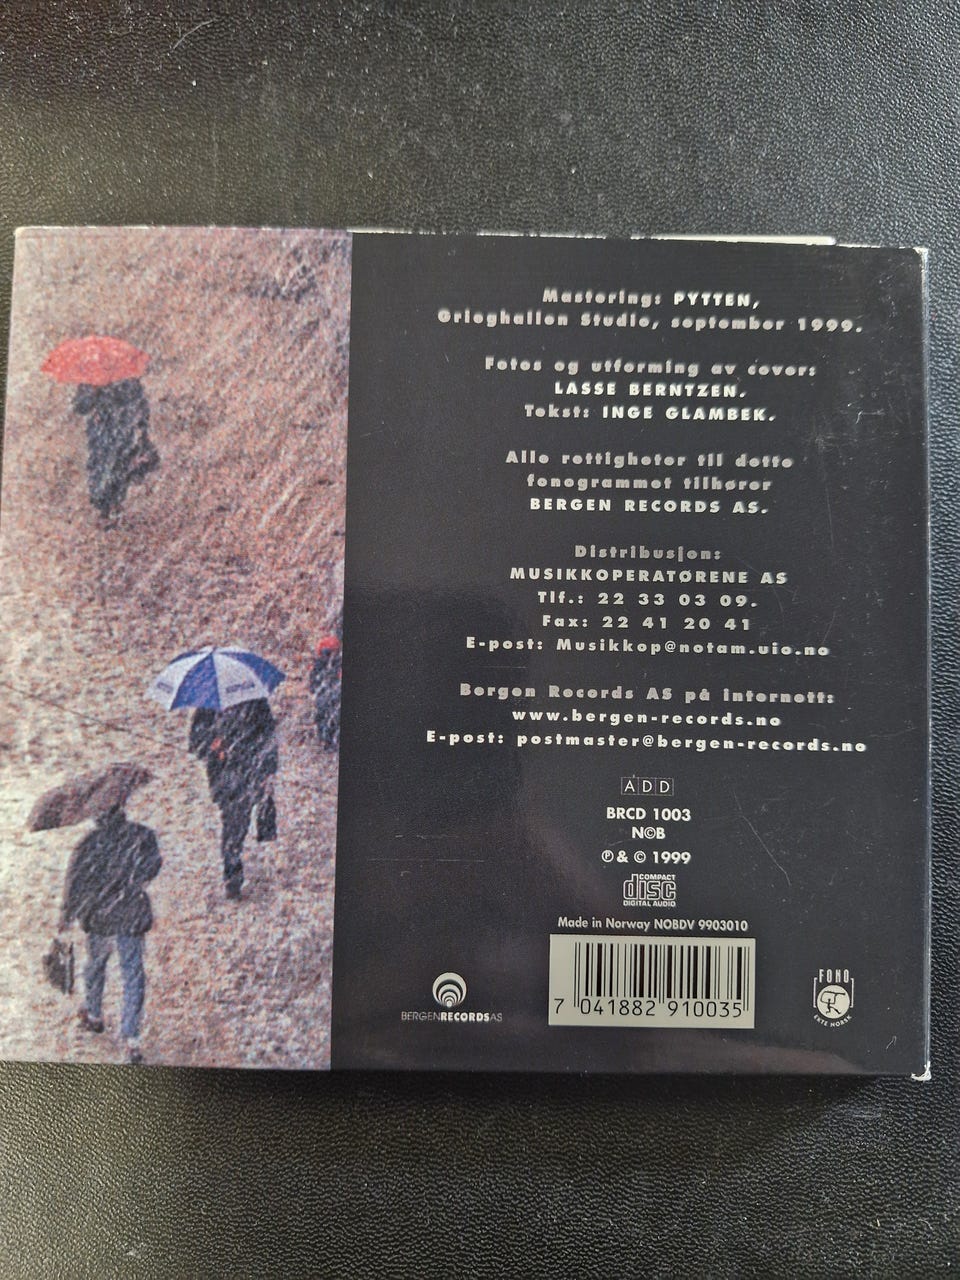 Mastering: PYTTEN,
Grieghallen Studio, september 1999.
Fotos og utforming av cover:
LASSE BERNTZEN.
Tekst: INGE GLAMBEK.
Alle rettigheter til dette
fonogrammet tilhører
BERGEN RECORDS AS.
Distribusjon:
MUSIKKOPERATØRENE AS
Tlf.: 22 33 03 09.
Fax: 22 41 20 41
E-post: Musikkop@notam.uio.no
Bergen Records AS på internett:
www.bergen-records.no
E-post: postmaster@bergen-records.no
ADD
BRCD 1003
N©B
℗ & © 1999
COMPACT
disc
DIGITAL AUDIO
Made in Norway NOBDV 9903010
7 041882 910035
BERGENRECORDSAS
FONO
EKTE NORSK